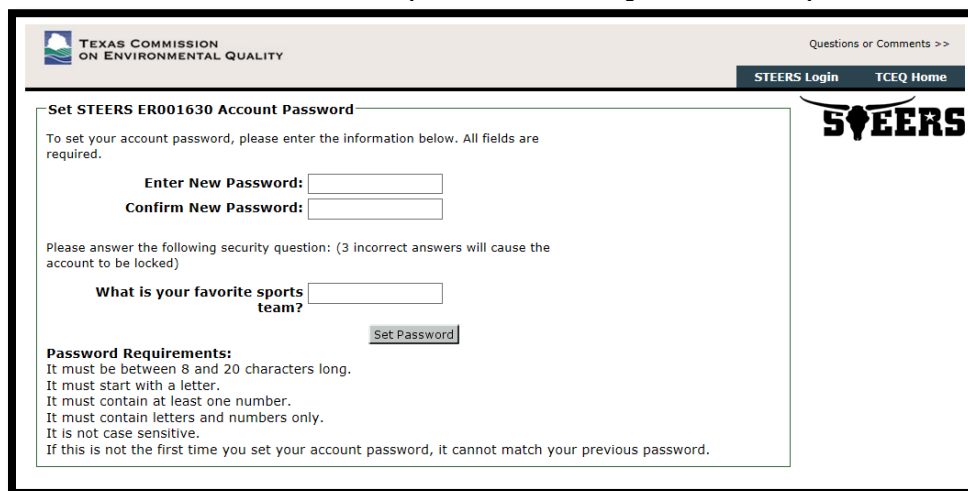 TEXAS COMMISSION
ON ENVIRONMENTAL QUALITY
Questions or Comments >>
STEERS Login TCEQ Home
Set STEERS ER001630 Account Password
STEERS
To set your account password, please enter the information below. All fields are
required.
Enter New Password:
Confirm New Password:
Please answer the following security question: (3 incorrect answers will cause the
account to be locked)
What is your favorite sports
team?
Set Password
Password Requirements:
It must be between 8 and 20 characters long.
It must start with a letter.
It must contain at least one number.
It must contain letters and numbers only.
It is not case sensitive.
If this is not the first time you set your account password, it cannot match your previous password.